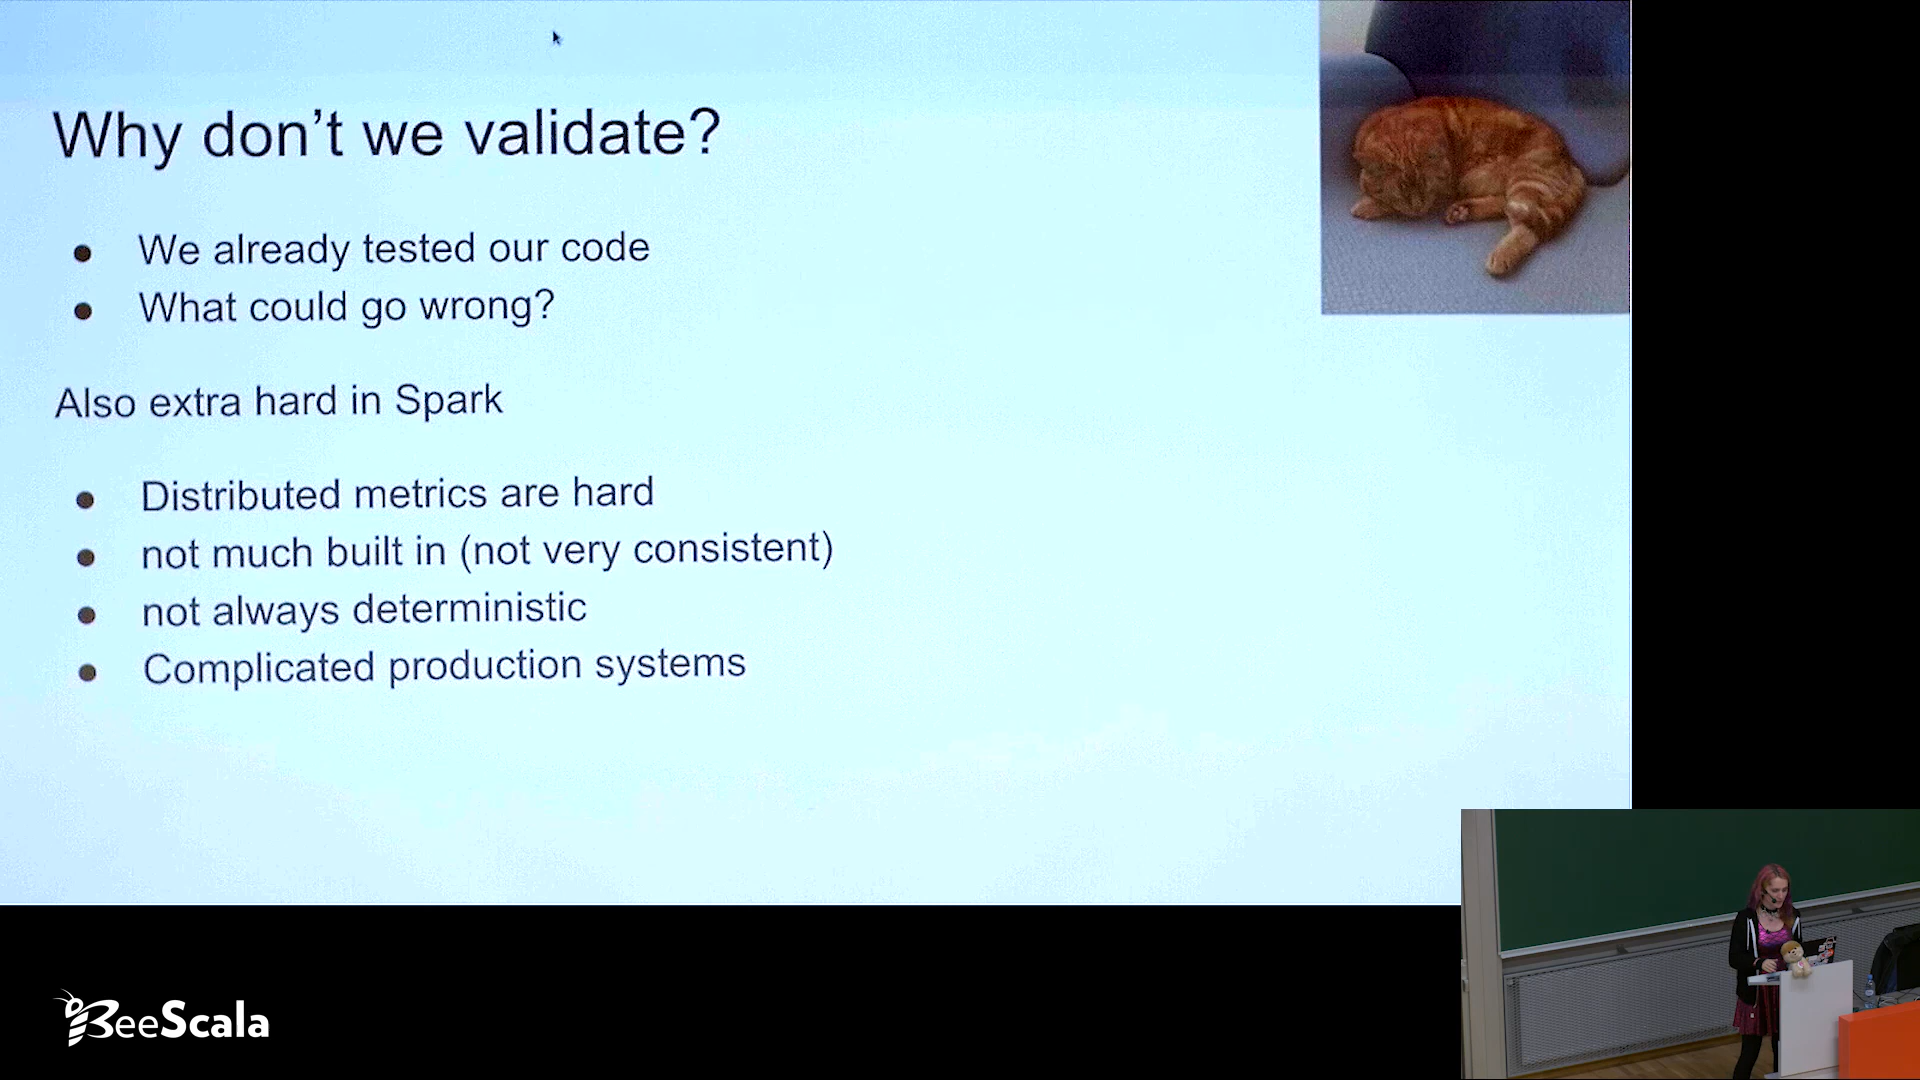 Why don't we validate?
● We already tested our code
● What could go wrong?
Also extra hard in Spark
● Distributed metrics are hard
● not much built in (not very consistent)
● not always deterministic
● Complicated production systems
BeeScala